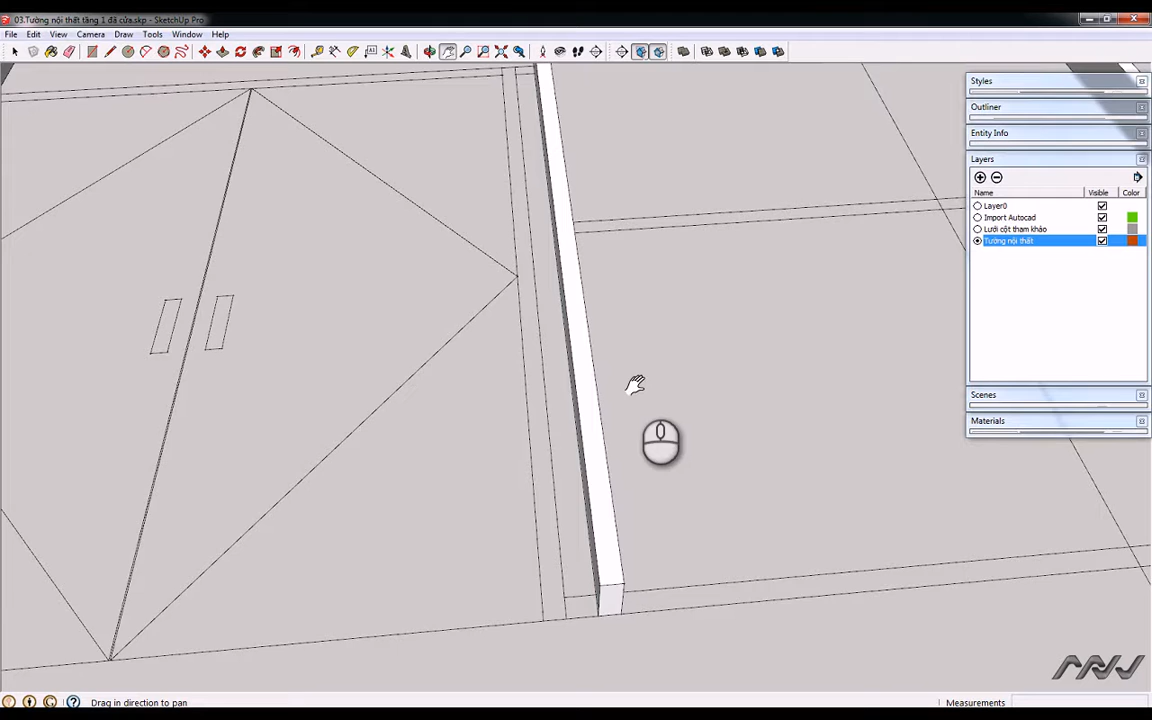 03.Tường nội thất tầng 1 đã cửa.skp - SketchUp Pro
File Edit View Camera Draw Tools Window Help
Styles
Outliner
Entity Info
Layers
Name Visible Color
Layer0
Import Autocad
Lưới cột tham khảo
Tường nội thất
Scenes
Materials
Drag in direction to pan
Measurements